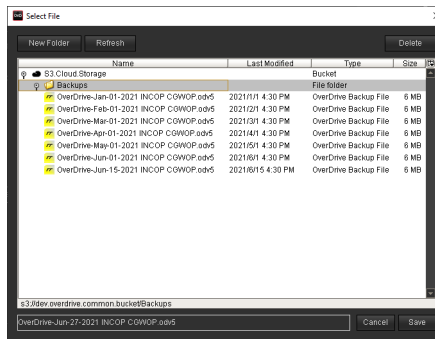 Select File
New Folder Refresh Delete
Name Last Modified Type Size
S3.Cloud.Storage Bucket
Backups File folder
OverDrive-Jan-01-2021 INCOP CGWOP.odv5 2021/1/1 4:30 PM OverDrive Backup File 6 MB
OverDrive-Feb-01-2021 INCOP CGWOP.odv5 2021/2/1 4:30 PM OverDrive Backup File 6 MB
OverDrive-Mar-01-2021 INCOP CGWOP.odv5 2021/3/1 4:30 PM OverDrive Backup File 6 MB
OverDrive-Apr-01-2021 INCOP CGWOP.odv5 2021/4/1 4:30 PM OverDrive Backup File 6 MB
OverDrive-May-01-2021 INCOP CGWOP.odv5 2021/5/1 4:30 PM OverDrive Backup File 6 MB
OverDrive-Jun-01-2021 INCOP CGWOP.odv5 2021/6/1 4:30 PM OverDrive Backup File 6 MB
OverDrive-Jun-15-2021 INCOP CGWOP.odv5 2021/6/15 4:30 PM OverDrive Backup File 6 MB
s3://dev.overdrive.common.bucket/Backups
OverDrive-Jun-27-2021 INCOP CGWOP.odv5 Cancel Save